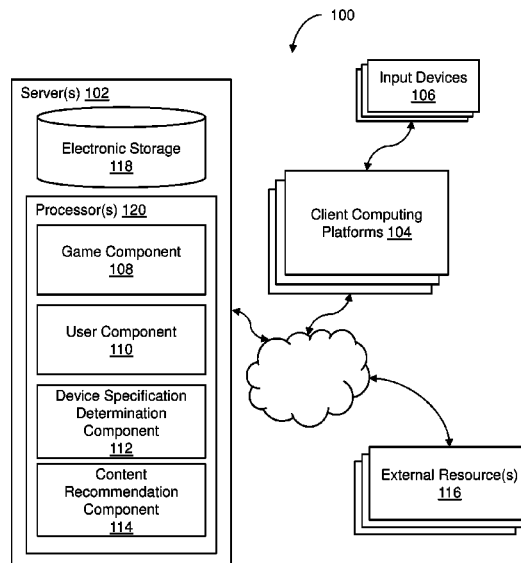 100
Server(s) 102
Electronic Storage
118
Processor(s) 120
Game Component
108
User Component
110
Device Specification
Determination
Component
112
Content
Recommendation
Component
114
Input Devices
106
Client Computing
Platforms 104
External Resource(s)
116